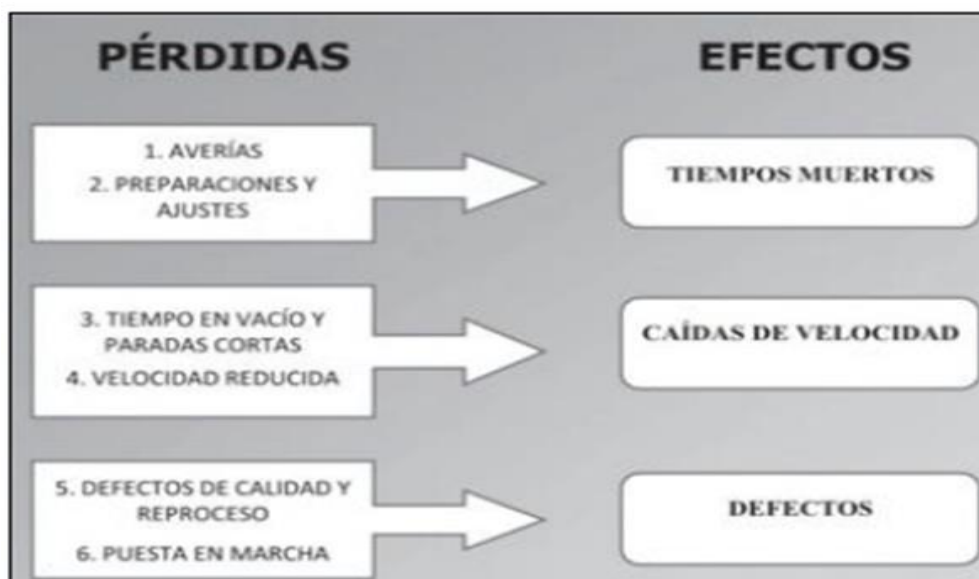 PÉRDIDAS
EFECTOS
1. AVERÍAS
2. PREPARACIONES Y
AJUSTES
TIEMPOS MUERTOS
3. TIEMPO EN VACÍO Y
PARADAS CORTAS
4. VELOCIDAD REDUCIDA
CAÍDAS DE VELOCIDAD
5. DEFECTOS DE CALIDAD Y
REPROCESO
6. PUESTA EN MARCHA
DEFECTOS